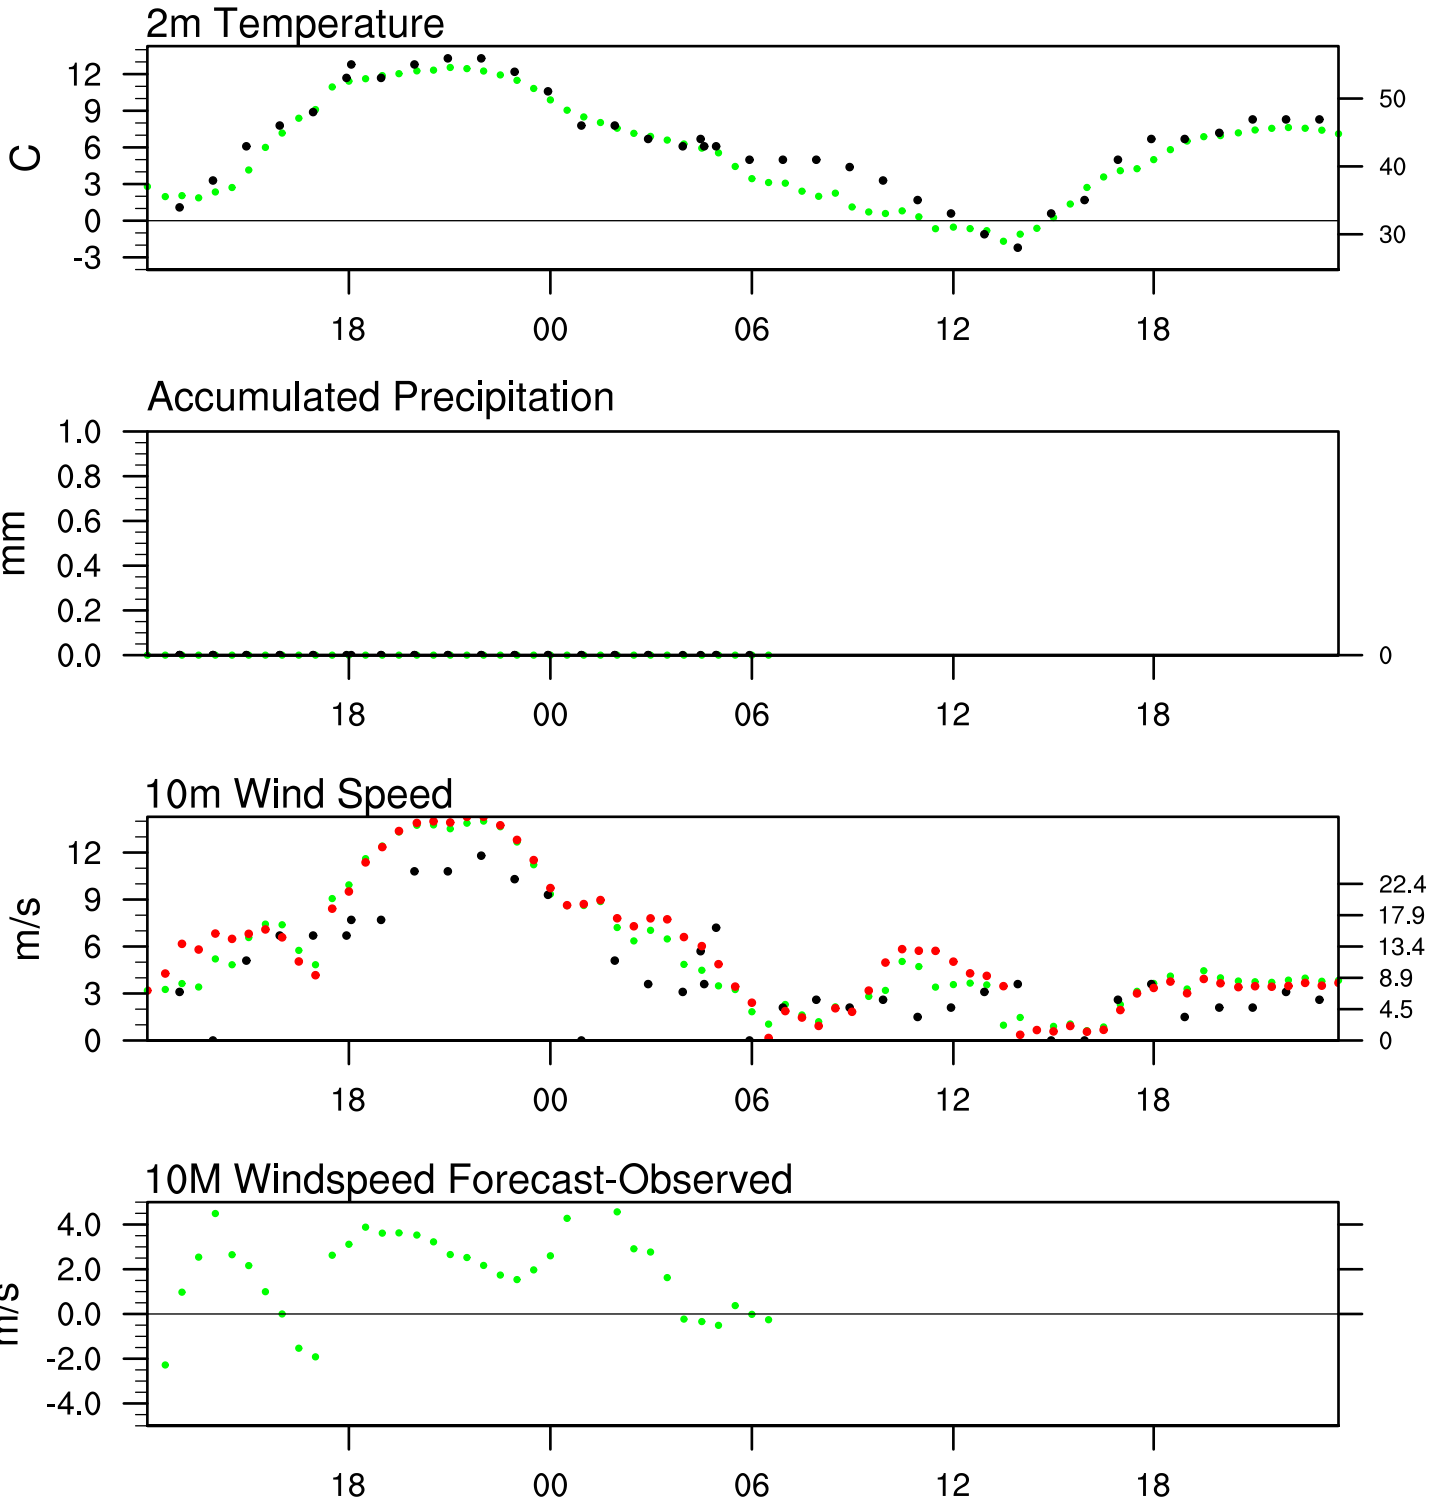 2m Temperature
C
12
9
6
3
0
-3
50
40
30
18 00 06 12 18
Accumulated Precipitation
mm
1.0
0.8
0.6
0.4
0.2
0.0
0
18 00 06 12 18
10m Wind Speed
m/s
12
9
6
3
0
22.4
17.9
13.4
8.9
4.5
0
18 00 06 12 18
10M Windspeed Forecast-Observed
m/s
4.0
2.0
0.0
-2.0
-4.0
18 00 06 12 18